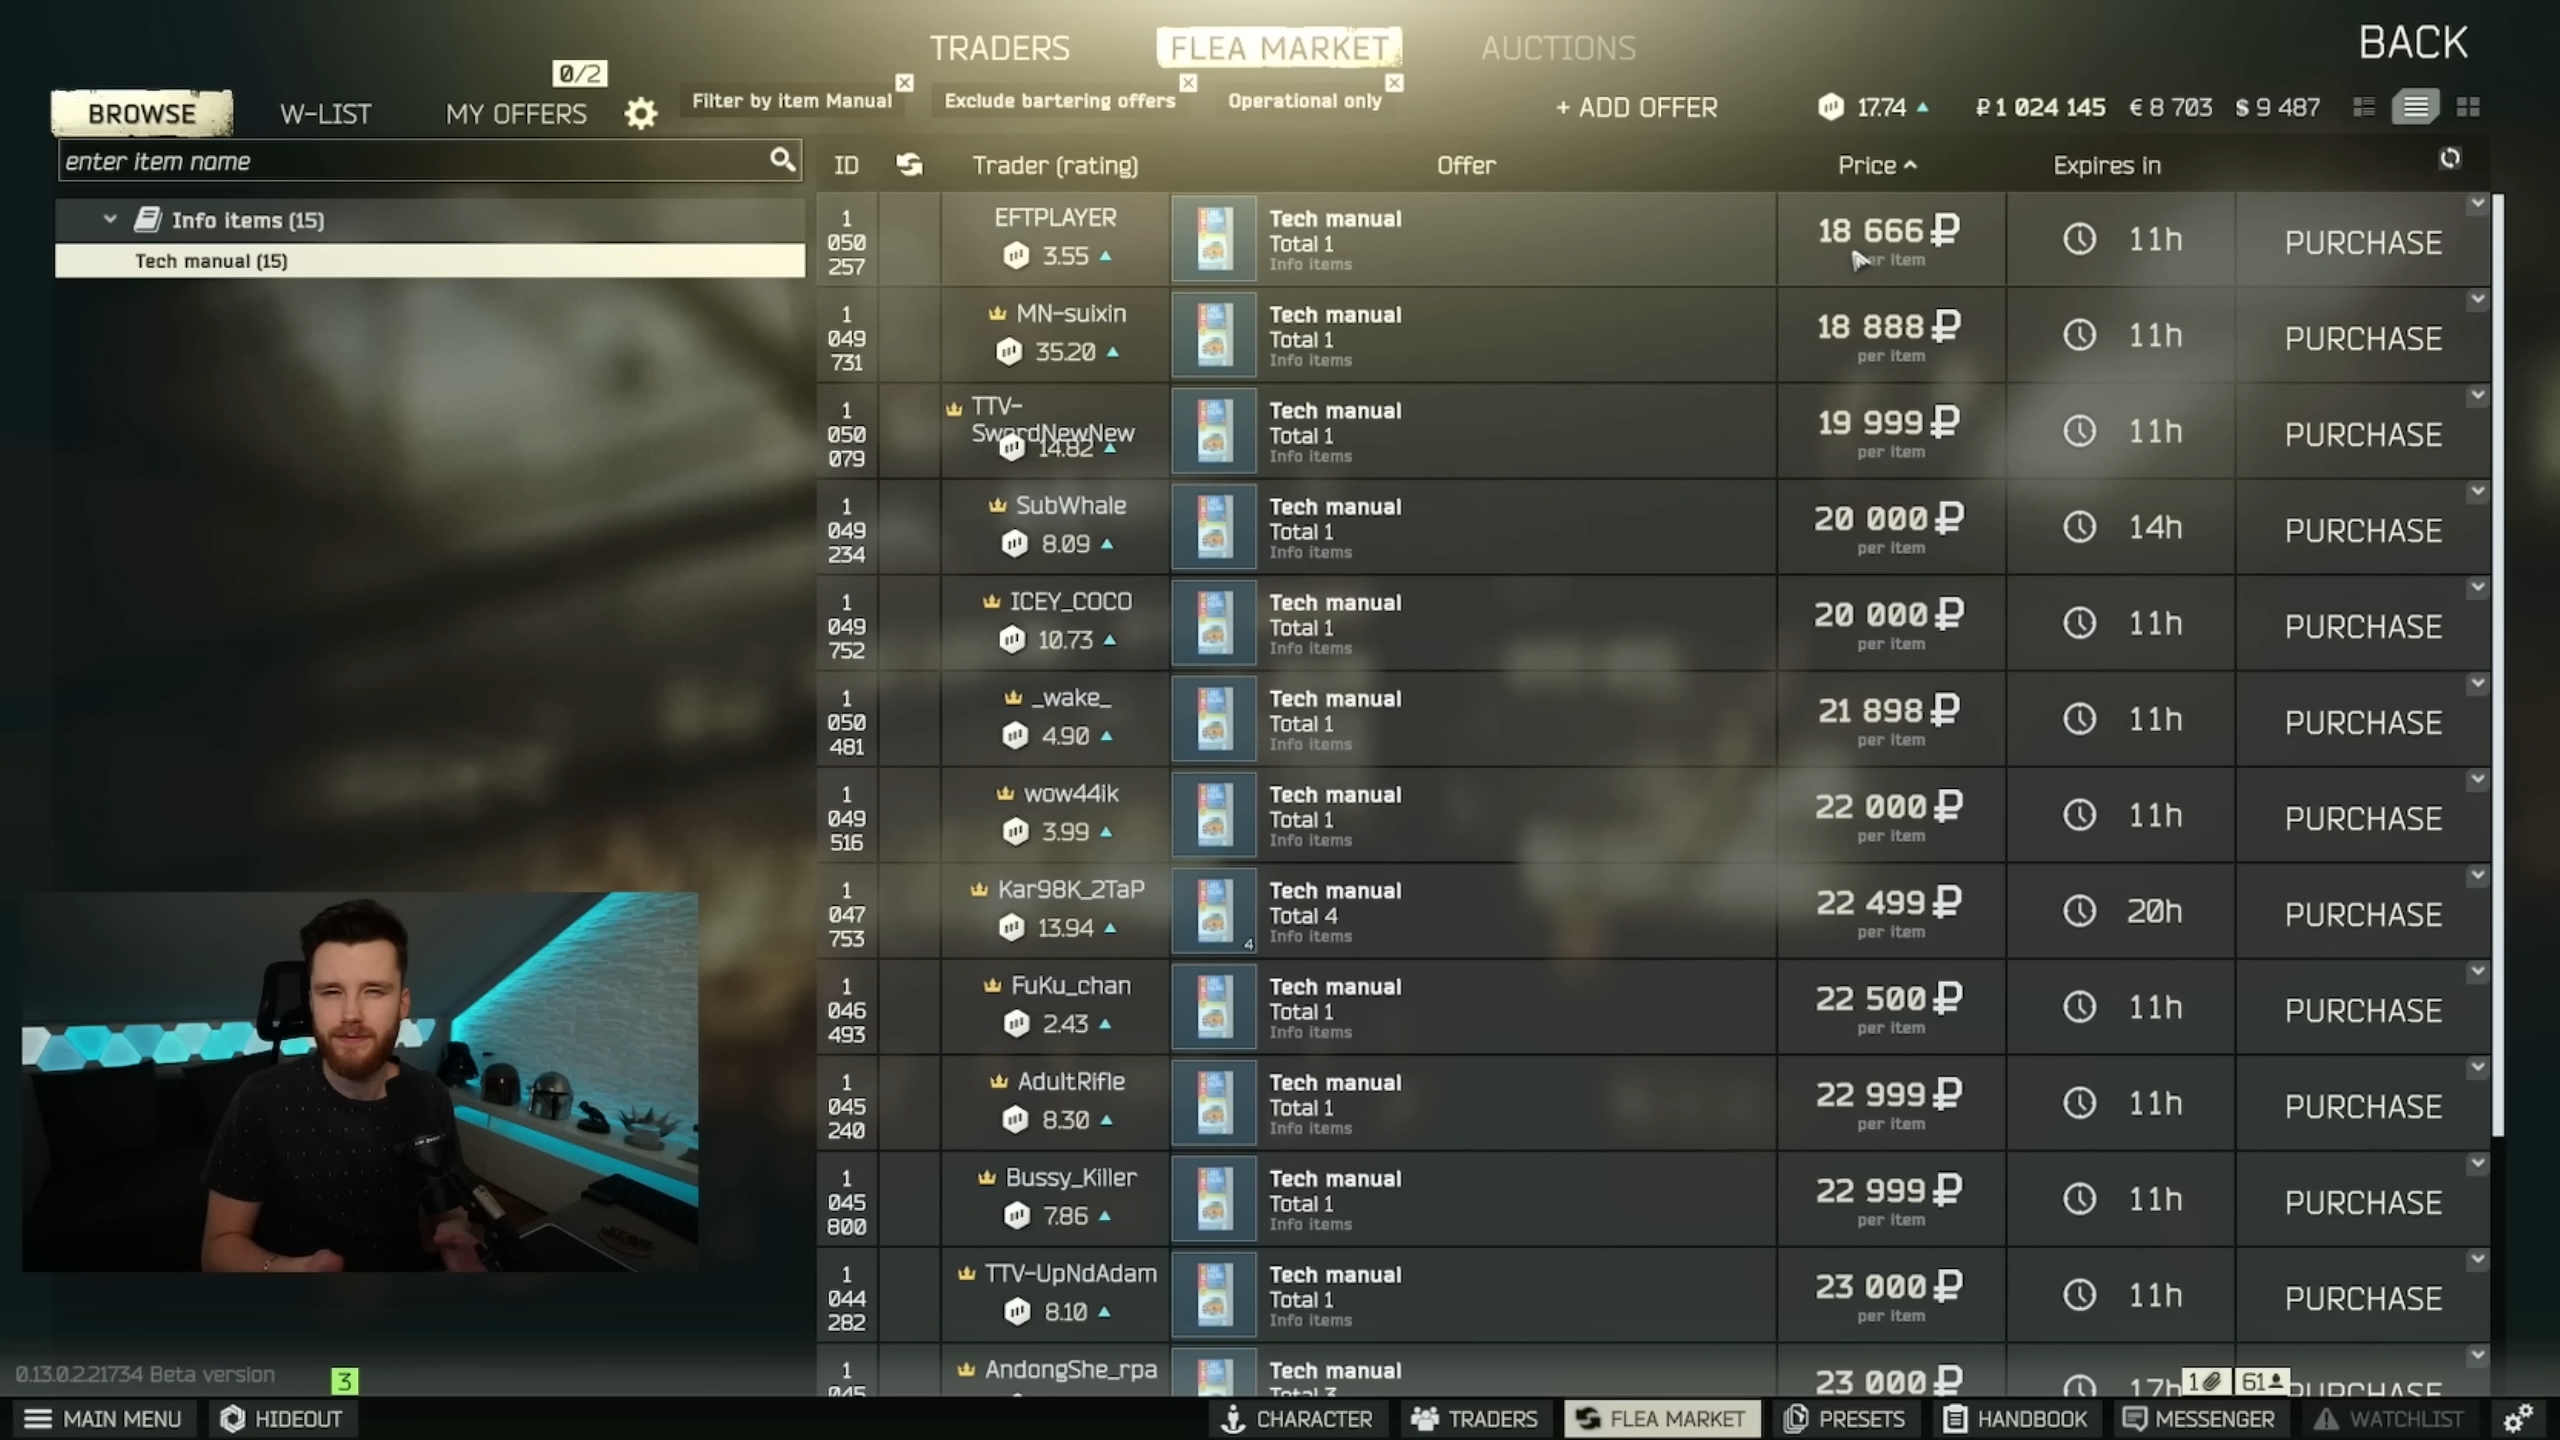 TRADERS
FLEA MARKET
AUCTIONS
BACK
0/2
BROWSE
W-LIST
MY OFFERS
Filter by item Manual
Exclude bartering offers
Operational only
+ ADD OFFER
17.74
₽ 1 024 145
€ 8 703
$ 9 487
enter item name
ID
Trader (rating)
Offer
Price
Expires in
Info items (15)
Tech manual (15)
1 
050
257
EFTPLAYER
3.55
Tech manual
Total 1
Info items
18 666 ₽
per item
11h
PURCHASE
1
049
731
MN-suixin
35.20
Tech manual
Total 1
Info items
18 888 ₽
per item
11h
PURCHASE
1
050
079
TTV-
SwordNewNew
14.82
Tech manual
Total 1
Info items
19 999 ₽
per item
11h
PURCHASE
1
049
234
SubWhale
8.09
Tech manual
Total 1
Info items
20 000 ₽
per item
14h
PURCHASE
1
049
752
ICEY_COCO
10.73
Tech manual
Total 1
Info items
20 000 ₽
per item
11h
PURCHASE
1
050
481
_wake_
4.90
Tech manual
Total 1
Info items
21 898 ₽
per item
11h
PURCHASE
1
049
516
wow44ik
3.99
Tech manual
Total 1
Info items
22 000 ₽
per item
11h
PURCHASE
1
047
753
Kar98K_2TaP
13.94
4
Tech manual
Total 4
Info items
22 499 ₽
per item
20h
PURCHASE
1
046
493
FuKu_chan
2.43
Tech manual
Total 1
Info items
22 500 ₽
per item
11h
PURCHASE
1
045
240
AdultRifle
8.30
Tech manual
Total 1
Info items
22 999 ₽
per item
11h
PURCHASE
1
045
800
Bussy_Killer
7.86
Tech manual
Total 1
Info items
22 999 ₽
per item
11h
PURCHASE
1
044
282
TTV-UpNdAdam
8.10
Tech manual
Total 1
Info items
23 000 ₽
per item
11h
PURCHASE
1
045
AndongShe_rpa
Tech manual
Total 3
23 000 ₽
17h
PURCHASE
0.13.0.2.21734 Beta version
3
1
61
MAIN MENU
HIDEOUT
CHARACTER
TRADERS
FLEA MARKET
PRESETS
HANDBOOK
MESSENGER
WATCHLIST